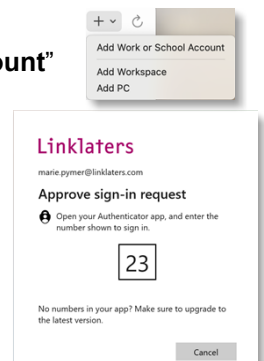 Add Work or School Account
ount”
Add Workspace
Add PC
Linklaters
marie.pymer@linklaters.com
Approve sign-in request
Open your Authenticator app, and enter the
number shown to sign in.
23
No numbers in your app? Make sure to upgrade to
the latest version.
Cancel